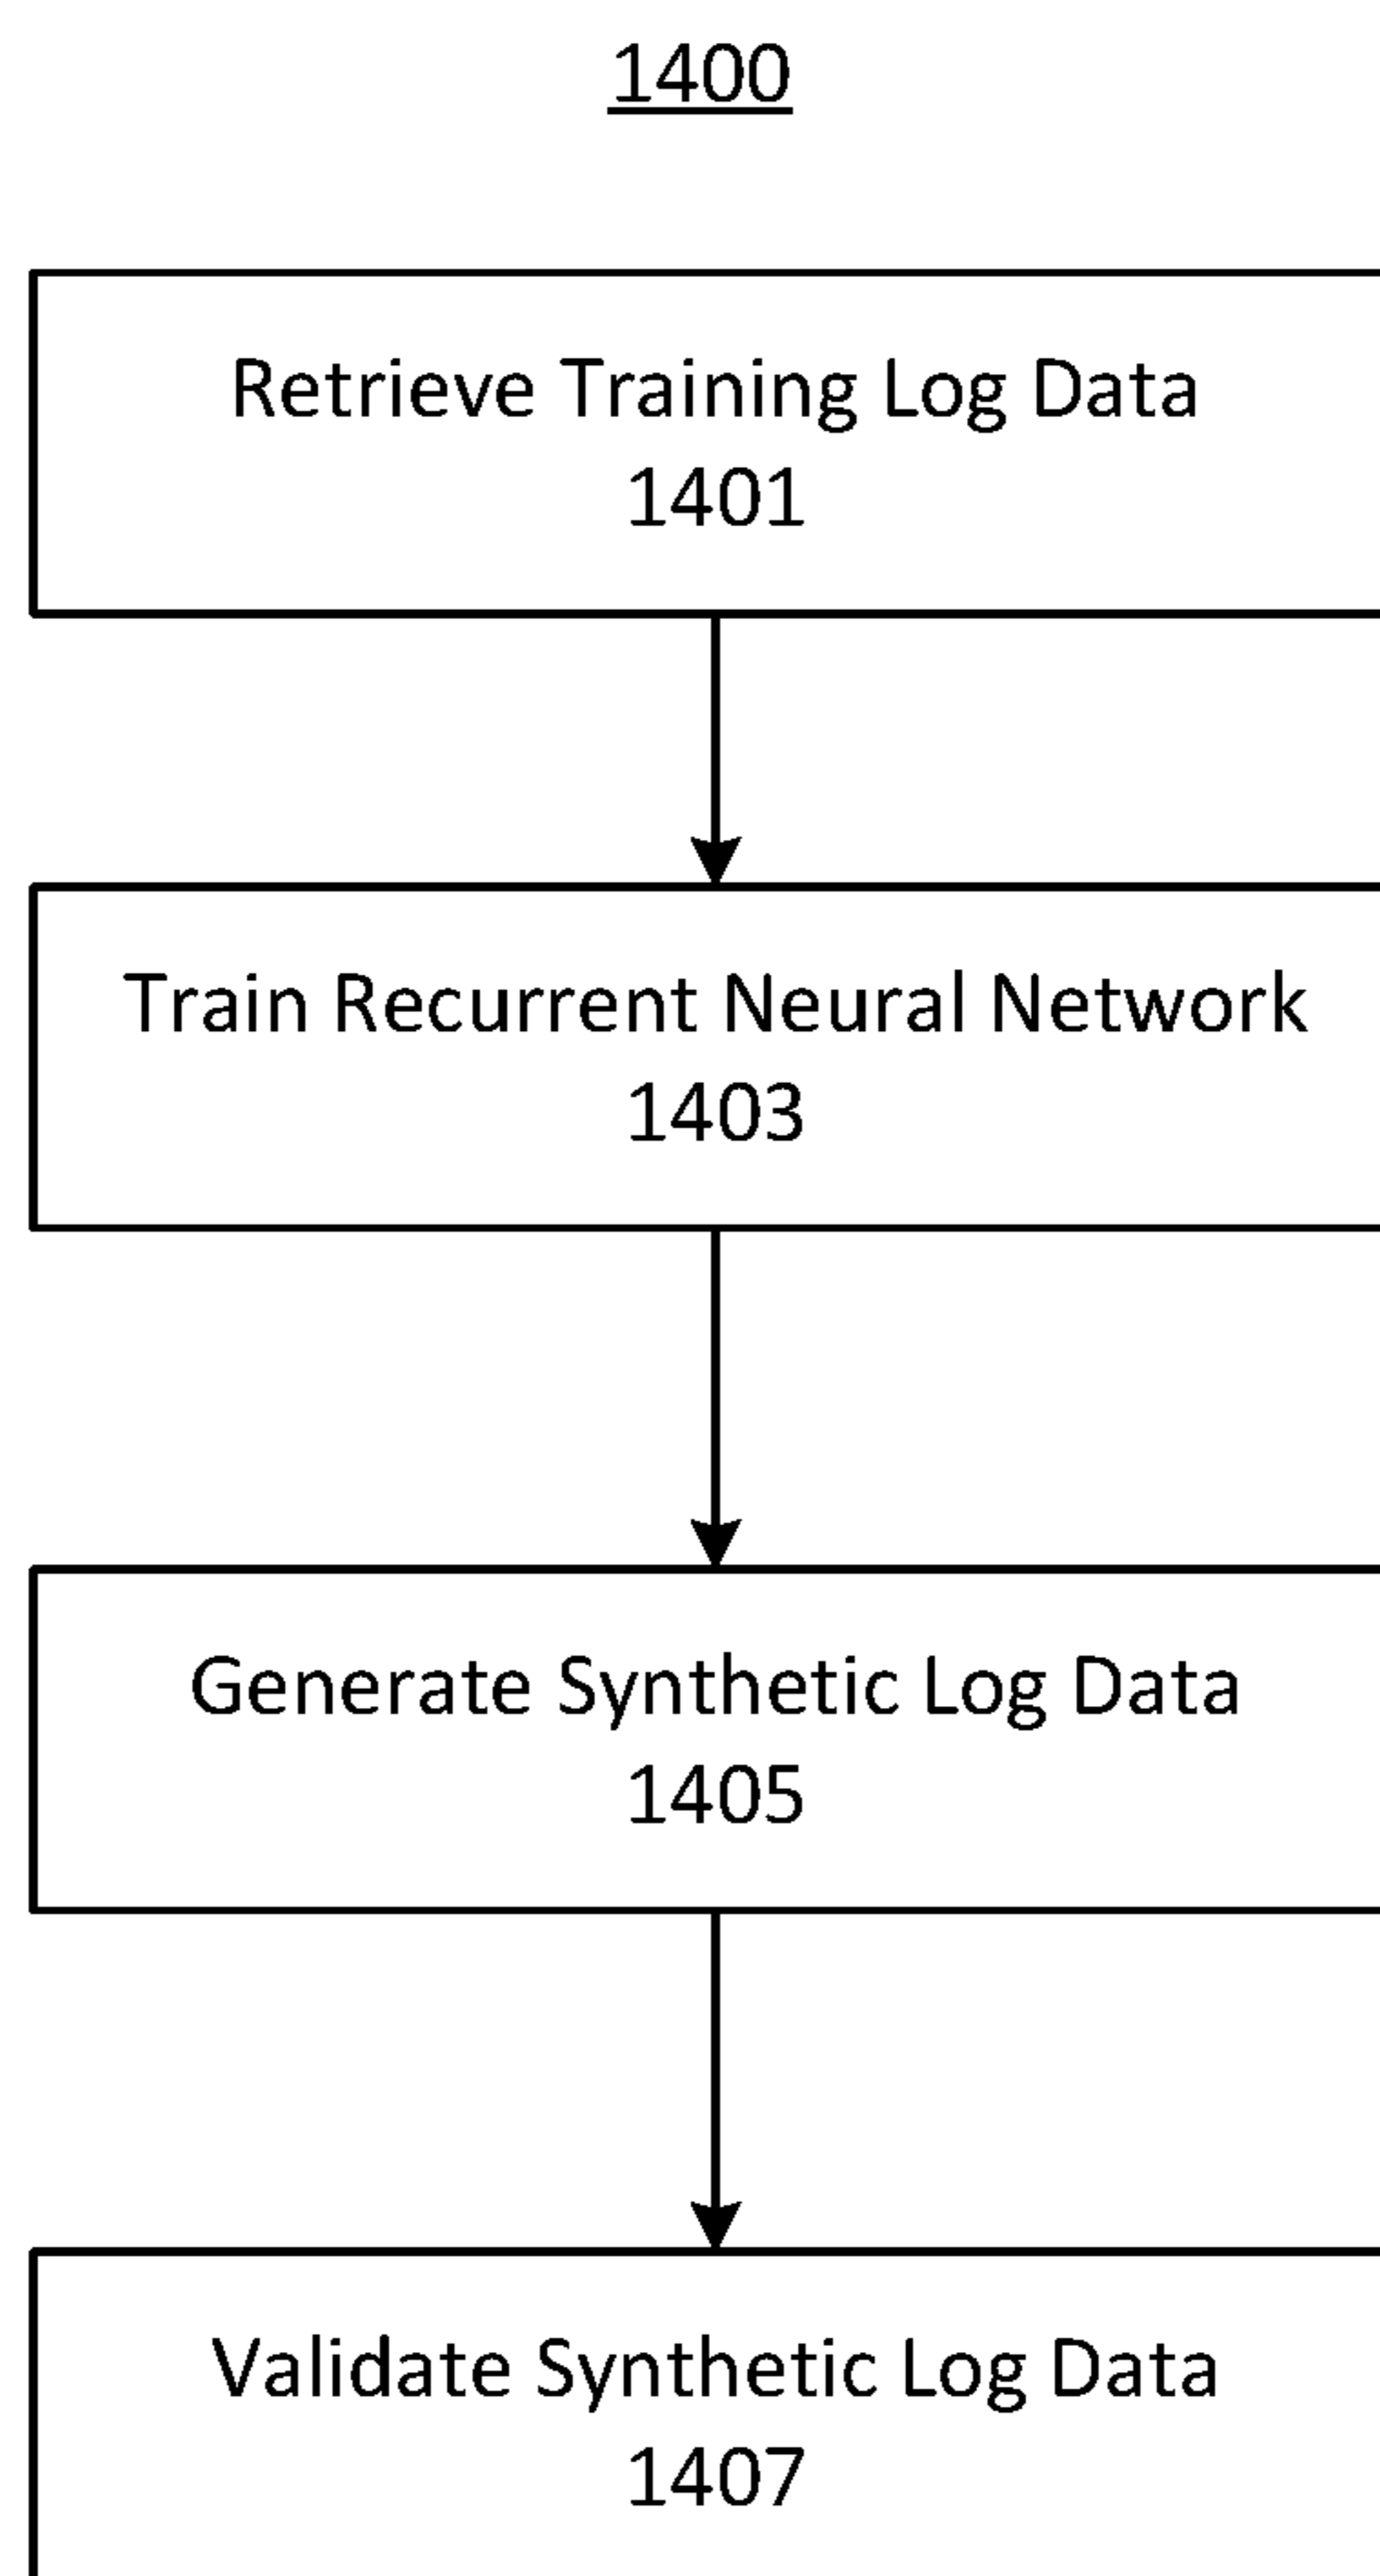 1400
Retrieve Training Log Data
1401
Train Recurrent Neural Network
1403
Generate Synthetic Log Data
1405
Validate Synthetic Log Data
1407